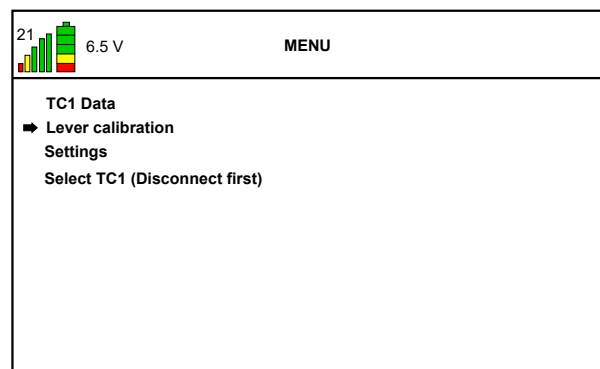 21
6.5 V
MENU
TC1 Data
Lever calibration
Settings
Select TC1 (Disconnect first)